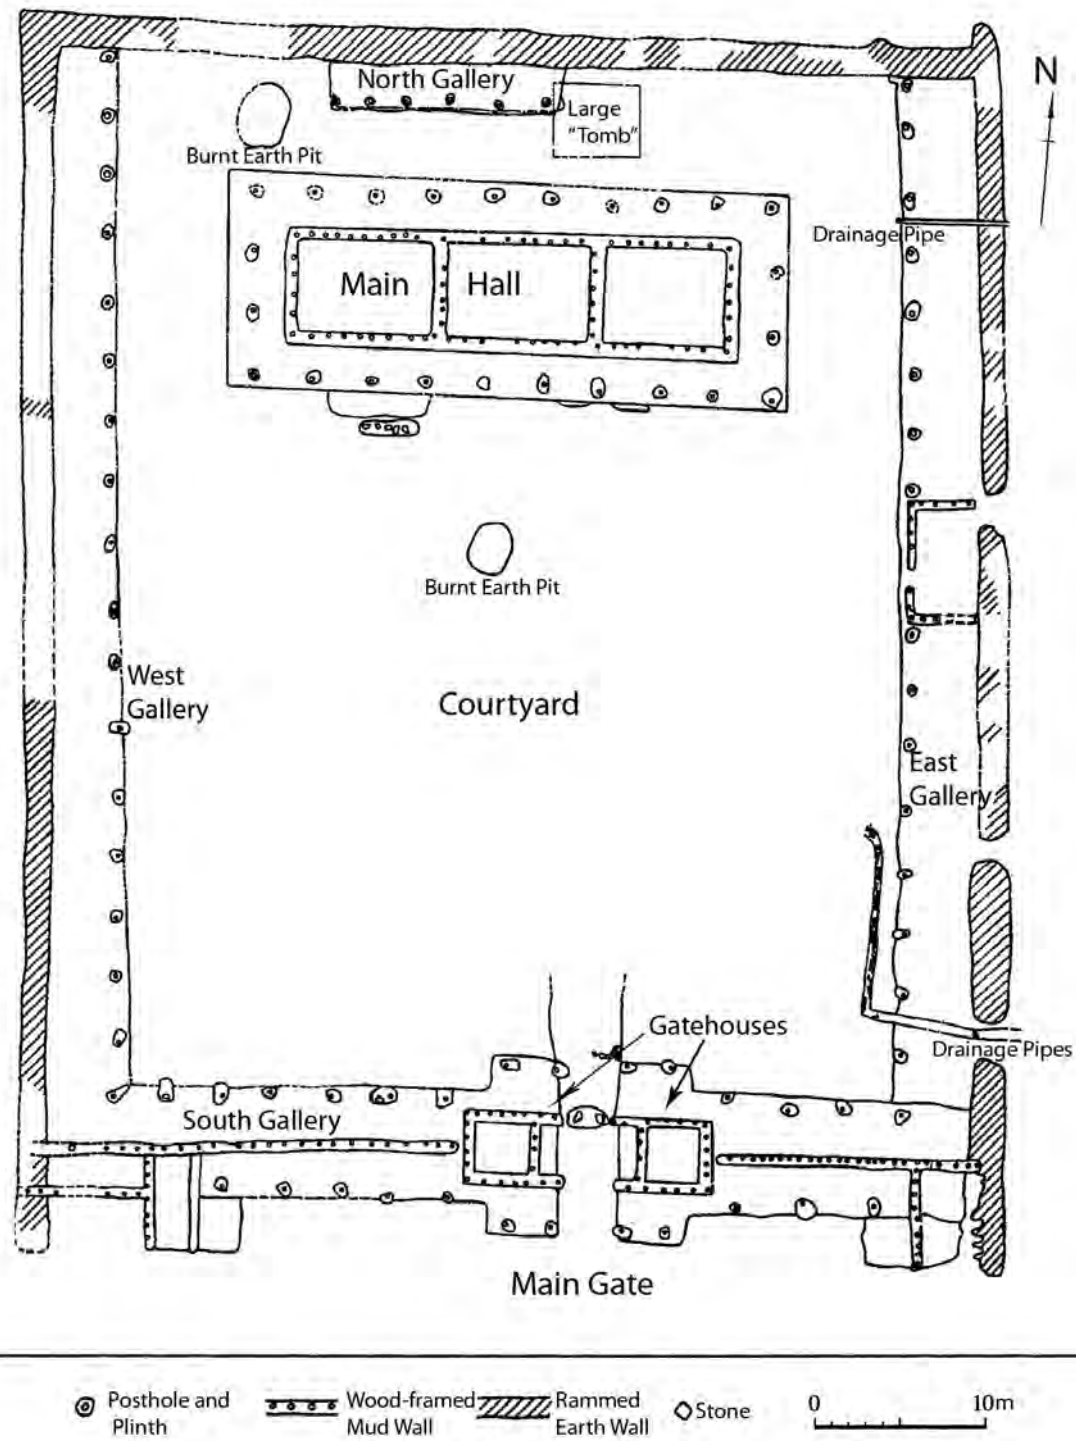 North Gallery
N
Large
"Tomb"
Burnt Earth Pit
Drainage Pipe
Main Hall
Burnt Earth Pit
West
Gallery
Courtyard
East
Gallery
Gatehouses
Drainage Pipes
South Gallery
Main Gate
Posthole and
Plinth
Wood-framed
Mud Wall
Rammed
Earth Wall
Stone
0 10m